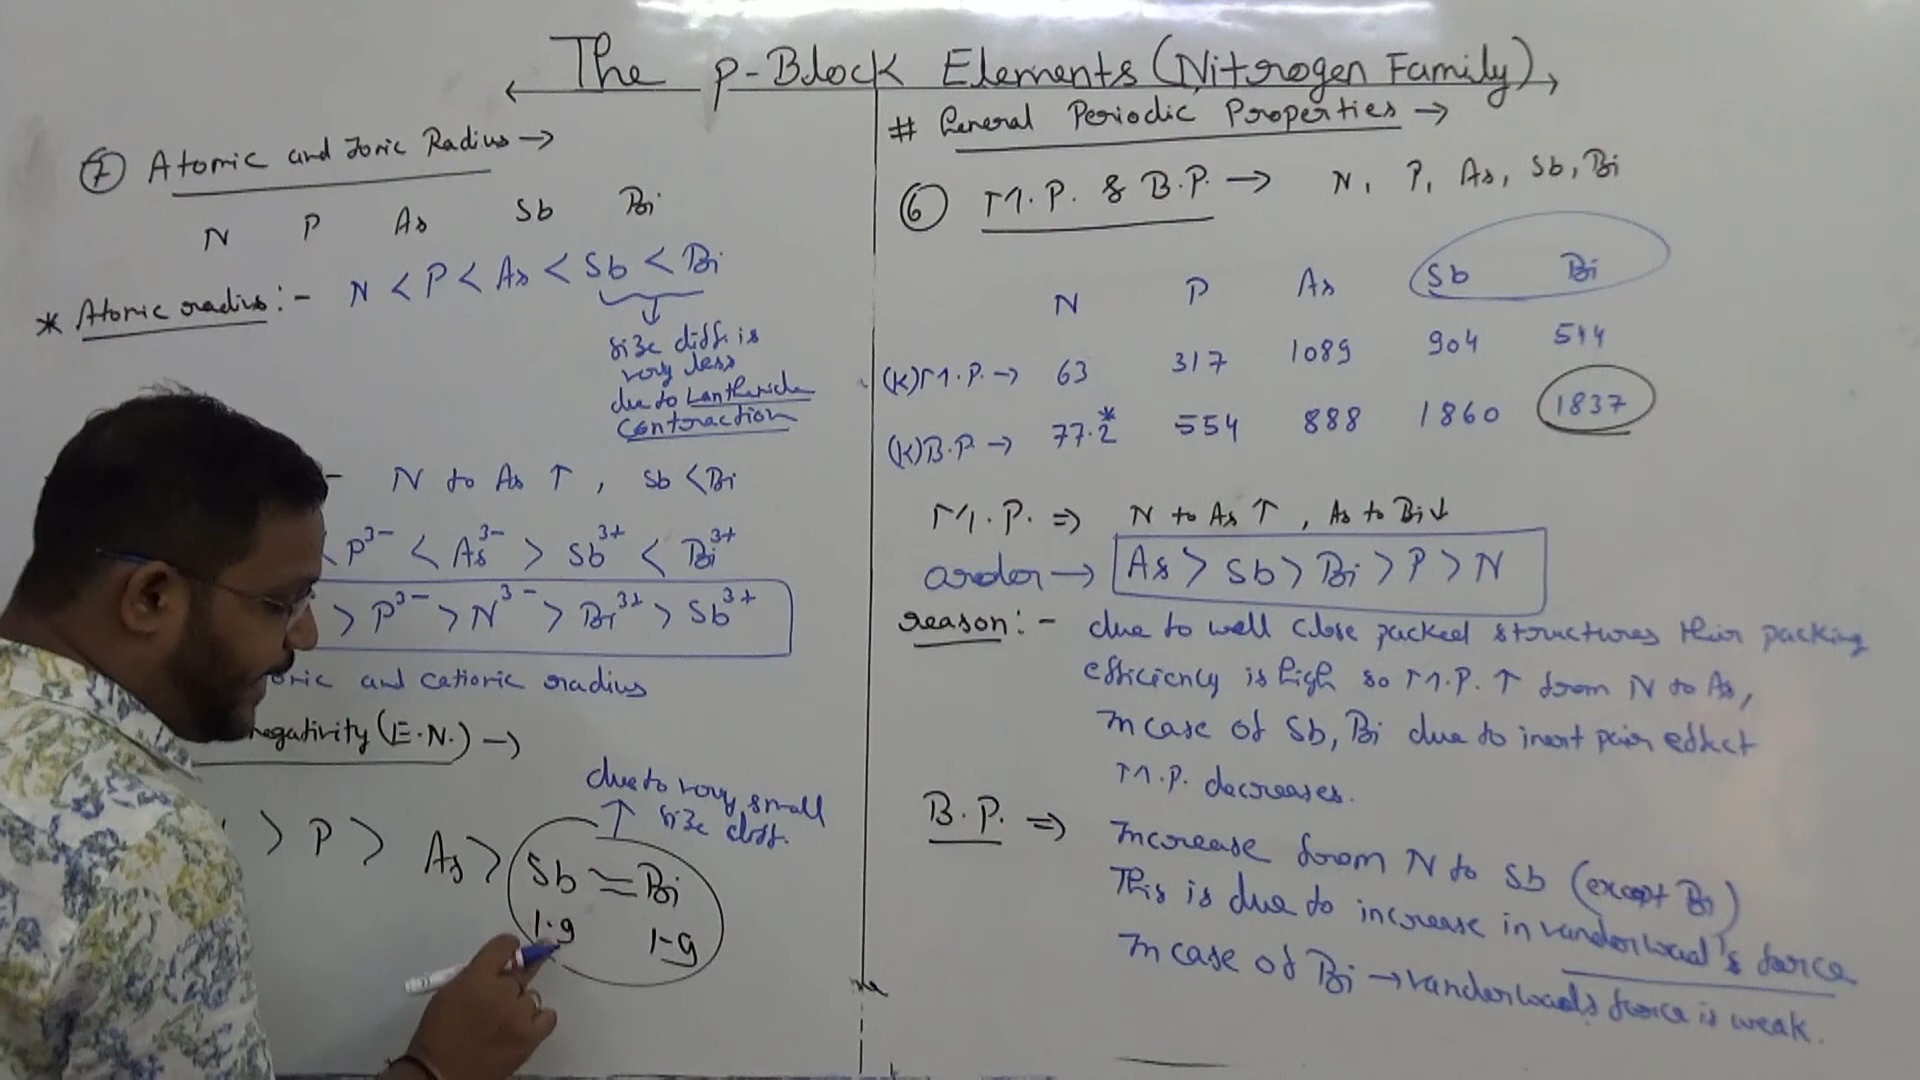 The p-Block Elements (Nitrogen Family)
7 Atomic and Ionic Radius →
N P As Sb Bi
* Atomic radius :- N < P < As < Sb < Bi
size diff. is
very less
due to
Contraction
- N to As ↑ , Sb < Bi
P³⁻ < As³⁻ > Sb³⁺ < Bi³⁺
> P³⁻ > N³⁻ > Bi³⁺ > Sb³⁺
and cationic radius
negativity (E.N.) →
due to very small
size diff.
> P > As > Sb ≈ Bi
1.9 1.9
# General Periodic Properties →
6 M.P. & B.P. → N, P, As, Sb, Bi
N P As Sb Bi
(K) M.P. → 63 317 1089 904 544
(K) B.P → 77.2* 554 888 1860 1837
M.P. ⇒ N to As ↑ , As to Bi ↓
order → As > Sb > Bi > P > N
reason :- due to well close packed structures their packing
efficiency is high so M.P. ↑ from N to As,
In case of Sb, Bi due to inert pair effect
M.P. decreases.
B.P. ⇒ Increase from N to Sb (except Bi)
This is due to increase in force
In case of Bi → force is weak.